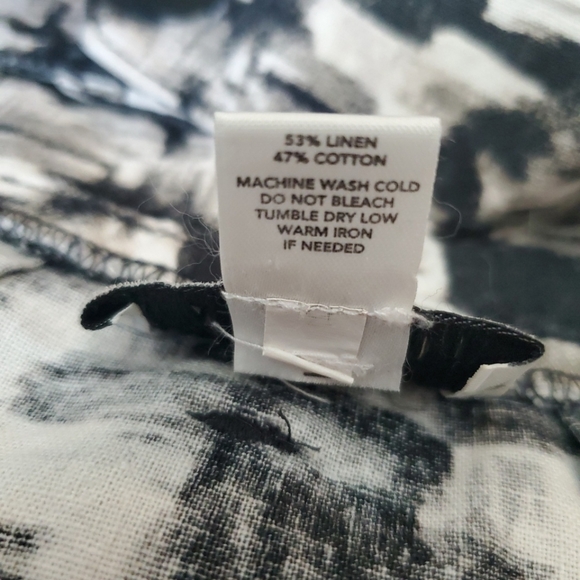 53% LINEN
47% COTTON
MACHINE WASH COLD
DO NOT BLEACH
TUMBLE DRY LOW
WARM IRON
IF NEEDED